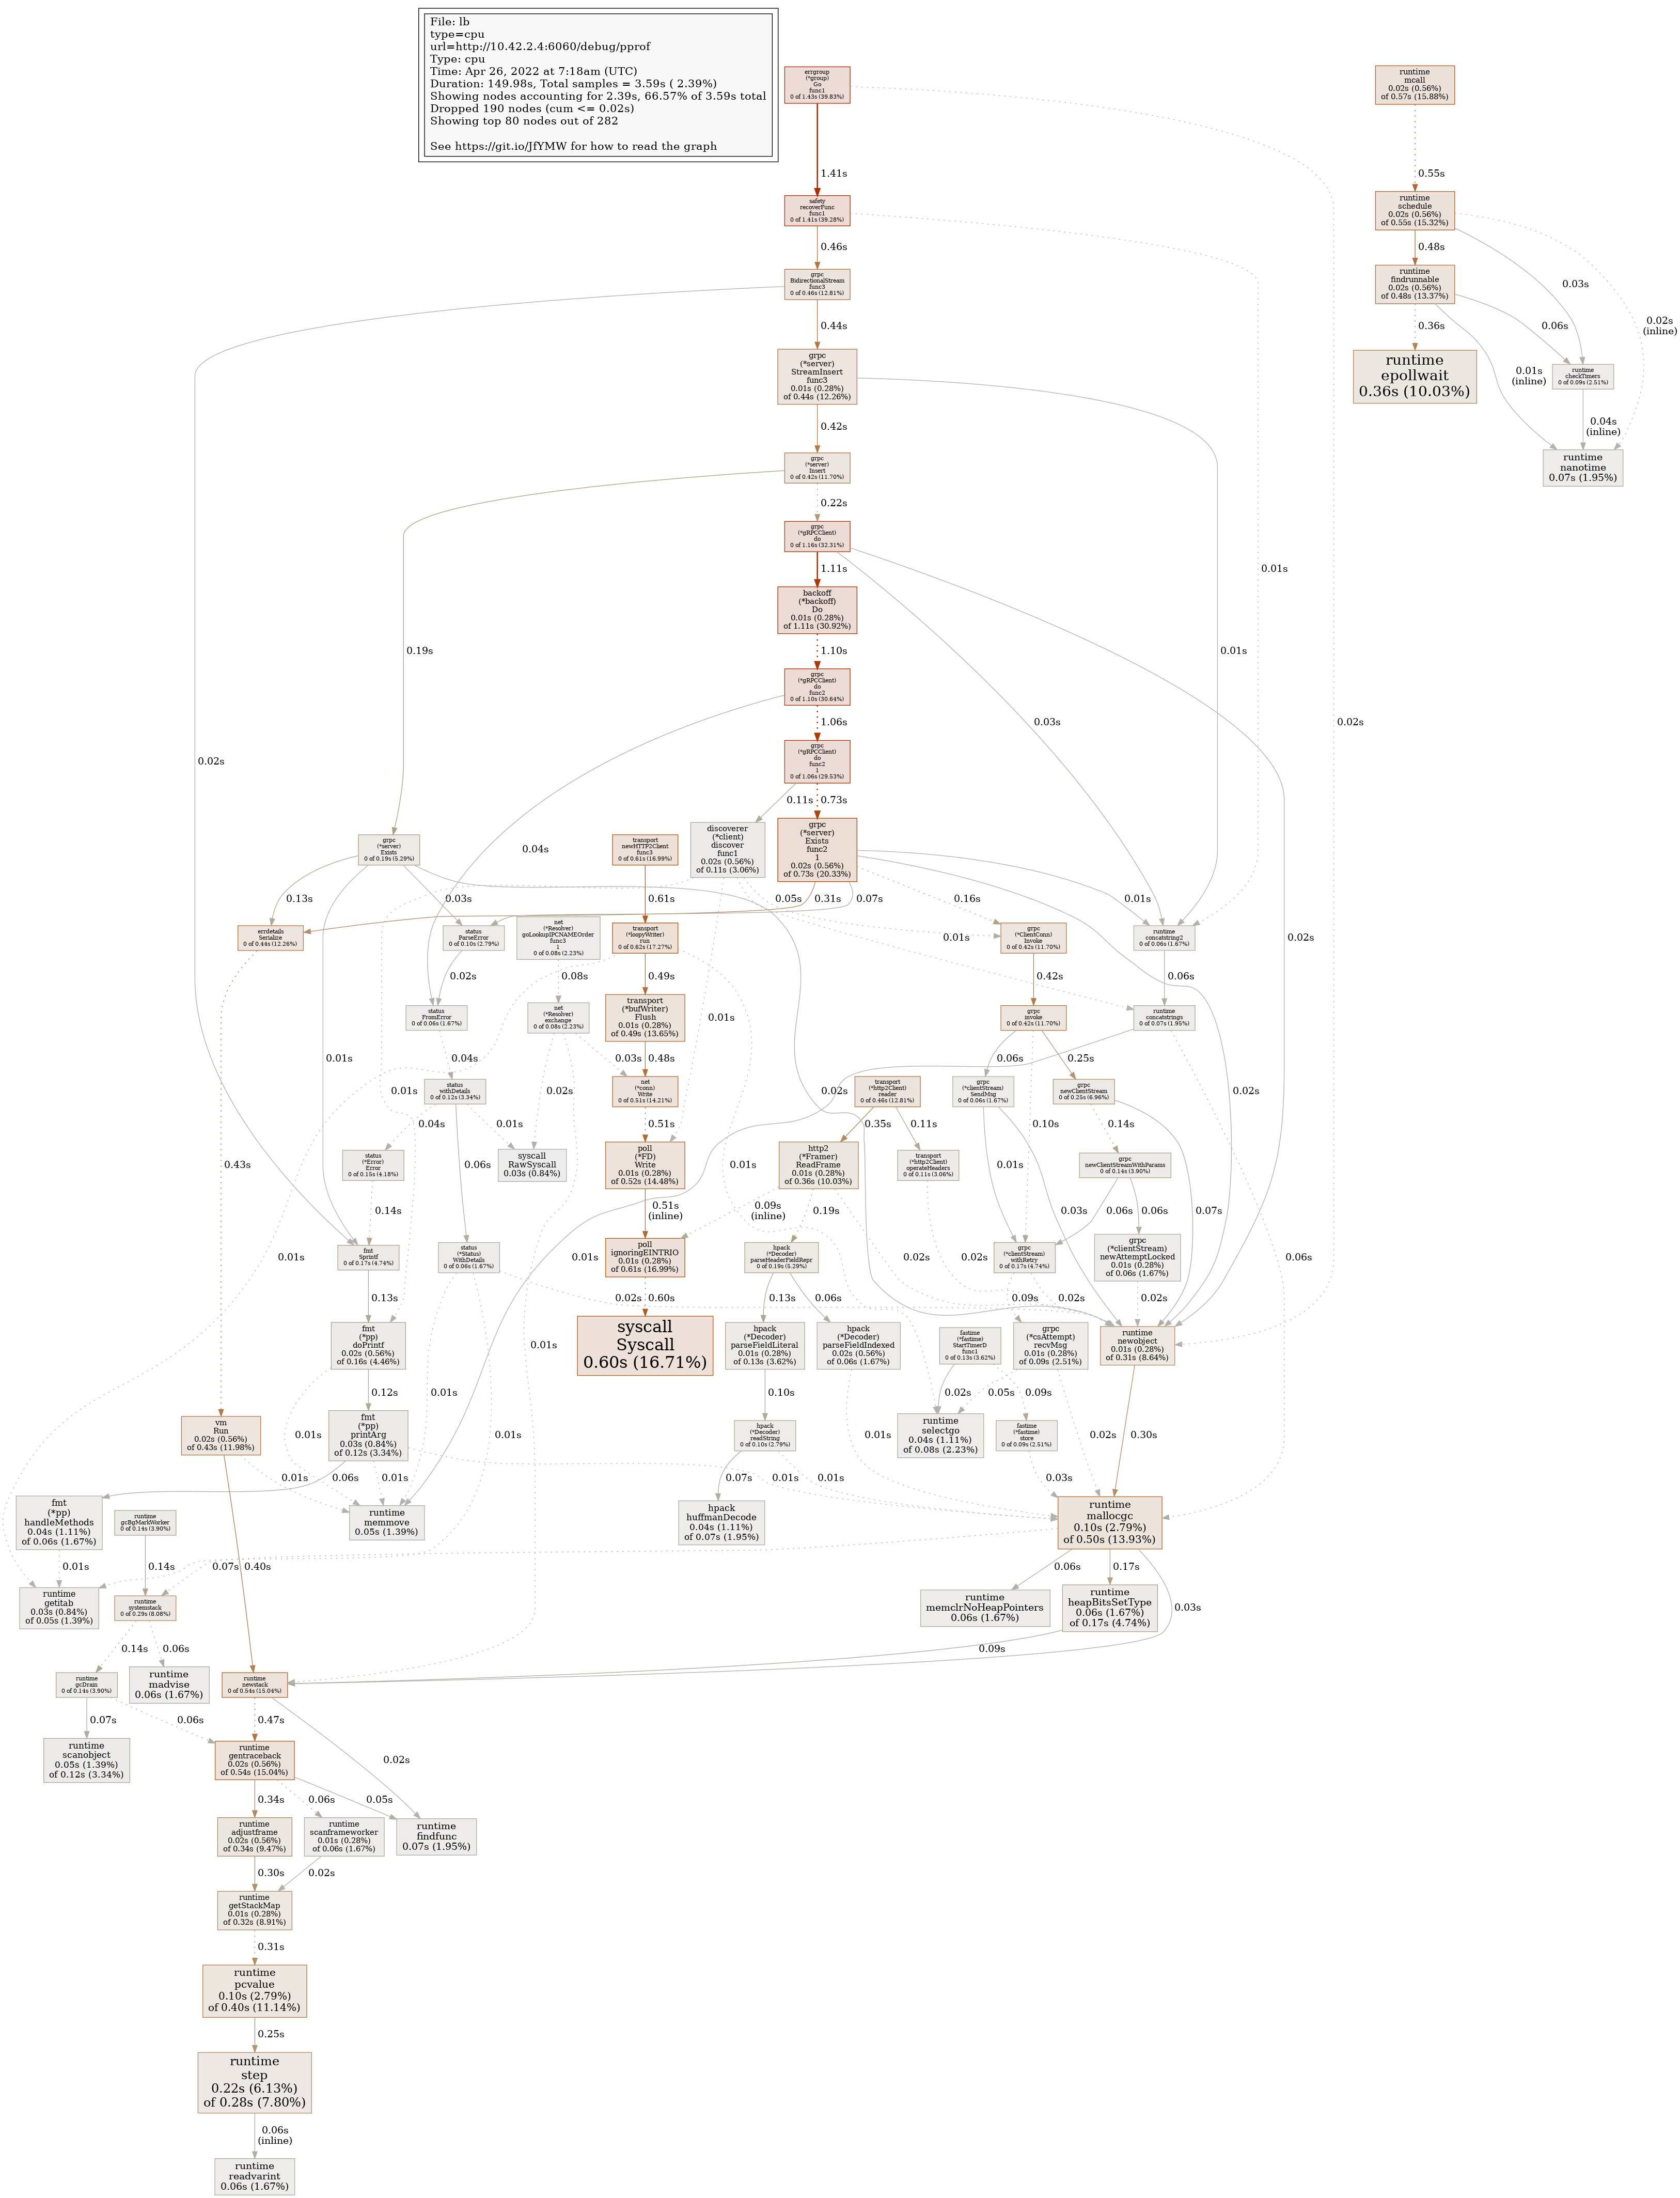 File: lb
type=cpu
url=http://10.42.2.4:6060/debug/pprof
Type: cpu
Time: Apr 26, 2022 at 7:18am (UTC)
Duration: 149.98s, Total samples = 3.59s ( 2.39%)
Showing nodes accounting for 2.39s, 66.57% of 3.59s total
Dropped 190 nodes (cum <= 0.02s)
Showing top 80 nodes out of 282
See https://git.io/JfYMW for how to read the graph
errgroup
(*group)
Go
func1
0 of 1.43s (39.83%)
runtime
mcall
0.02s (0.56%)
of 0.57s (15.88%)
1.41s
0.55s
safety
recoverFunc
func1
0 of 1.41s (39.28%)
runtime
schedule
0.02s (0.56%)
of 0.55s (15.32%)
0.46s
0.48s
grpc
BidirectionalStream
func3
0 of 0.46s (12.81%)
runtime
findrunnable
0.02s (0.56%)
of 0.48s (13.37%)
0.03s
0.02s
(inline)
0.44s
0.36s
0.06s
grpc
(*server)
StreamInsert
func3
0.01s (0.28%)
of 0.44s (12.26%)
runtime
epollwait
0.36s (10.03%)
0.01s
(inline)
runtime
checkTimers
0 of 0.09s (2.51%)
0.42s
0.04s
(inline)
grpc
(*server)
Insert
0 of 0.42s (11.70%)
runtime
nanotime
0.07s (1.95%)
0.22s
grpc
(*gRPCClient)
do
0 of 1.16s (32.31%)
1.11s
0.01s
backoff
(*backoff)
Do
0.01s (0.28%)
of 1.11s (30.92%)
0.19s
1.10s
0.01s
grpc
(*gRPCClient)
do
func2
0 of 1.10s (30.64%)
1.06s
0.03s
0.02s
0.02s
grpc
(*gRPCClient)
do
func2
1
0 of 1.06s (29.53%)
0.11s
0.73s
grpc
(*server)
Exists
0 of 0.19s (5.29%)
transport
newHTTP2Client
func3
0 of 0.61s (16.99%)
discoverer
(*client)
discover
func1
0.02s (0.56%)
of 0.11s (3.06%)
grpc
(*server)
Exists
func2
1
0.02s (0.56%)
of 0.73s (20.33%)
0.04s
0.13s
0.03s
0.61s
0.05s
0.31s
0.07s
0.16s
0.01s
errdetails
Serialize
0 of 0.44s (12.26%)
status
ParseError
0 of 0.10s (2.79%)
net
(*Resolver)
goLookupIPCNAMEOrder
func3
1
0 of 0.08s (2.23%)
transport
(*loopyWriter)
run
0 of 0.62s (17.27%)
grpc
(*ClientConn)
Invoke
0 of 0.42s (11.70%)
runtime
concatstring2
0 of 0.06s (1.67%)
0.01s
0.02s
0.02s
0.08s
0.49s
0.42s
0.06s
status
FromError
0 of 0.06s (1.67%)
net
(*Resolver)
exchange
0 of 0.08s (2.23%)
transport
(*bufWriter)
Flush
0.01s (0.28%)
of 0.49s (13.65%)
0.01s
grpc
invoke
0 of 0.42s (11.70%)
runtime
concatstrings
0 of 0.07s (1.95%)
0.01s
0.04s
0.03s
0.48s
0.06s
0.25s
0.01s
status
withDetails
0 of 0.12s (3.34%)
0.02s
net
(*conn)
Write
0 of 0.51s (14.21%)
0.02s
transport
(*http2Client)
reader
0 of 0.46s (12.81%)
grpc
(*clientStream)
SendMsg
0 of 0.06s (1.67%)
grpc
newClientStream
0 of 0.25s (6.96%)
0.02s
0.43s
0.04s
0.01s
0.51s
0.35s
0.11s
0.10s
0.14s
status
(*Error)
Error
0 of 0.15s (4.18%)
0.06s
syscall
RawSyscall
0.03s (0.84%)
poll
(*FD)
Write
0.01s (0.28%)
of 0.52s (14.48%)
0.01s
http2
(*Framer)
ReadFrame
0.01s (0.28%)
of 0.36s (10.03%)
transport
(*http2Client)
operateHeaders
0 of 0.11s (3.06%)
0.01s
grpc
newClientStreamWithParams
0 of 0.14s (3.90%)
0.14s
0.51s
(inline)
0.09s
(inline)
0.19s
0.03s
0.06s
0.06s
0.07s
fmt
Sprintf
0 of 0.17s (4.74%)
status
(*Status)
WithDetails
0 of 0.06s (1.67%)
0.01s
poll
ignoringEINTRIO
0.01s (0.28%)
of 0.61s (16.99%)
hpack
(*Decoder)
parseHeaderFieldRepr
0 of 0.19s (5.29%)
0.02s
0.02s
grpc
(*clientStream)
withRetry
0 of 0.17s (4.74%)
grpc
(*clientStream)
newAttemptLocked
0.01s (0.28%)
of 0.06s (1.67%)
0.06s
0.01s
0.13s
0.02s
0.60s
0.13s
0.06s
0.09s
0.02s
0.02s
fmt
(*pp)
doPrintf
0.02s (0.56%)
of 0.16s (4.46%)
0.01s
syscall
Syscall
0.60s (16.71%)
hpack
(*Decoder)
parseFieldLiteral
0.01s (0.28%)
of 0.13s (3.62%)
hpack
(*Decoder)
parseFieldIndexed
0.02s (0.56%)
of 0.06s (1.67%)
fastime
(*fastime)
StartTimerD
func1
0 of 0.13s (3.62%)
grpc
(*csAttempt)
recvMsg
0.01s (0.28%)
of 0.09s (2.51%)
runtime
newobject
0.01s (0.28%)
of 0.31s (8.64%)
0.12s
0.01s
0.10s
0.02s
0.09s
0.05s
vm
Run
0.02s (0.56%)
of 0.43s (11.98%)
0.01s
fmt
(*pp)
printArg
0.03s (0.84%)
of 0.12s (3.34%)
0.01s
hpack
(*Decoder)
readString
0 of 0.10s (2.79%)
0.01s
runtime
selectgo
0.04s (1.11%)
of 0.08s (2.23%)
fastime
(*fastime)
store
0 of 0.09s (2.51%)
0.02s
0.30s
0.01s
0.06s
0.01s
0.07s
0.01s
0.01s
0.03s
fmt
(*pp)
handleMethods
0.04s (1.11%)
of 0.06s (1.67%)
runtime
gcBgMarkWorker
0 of 0.14s (3.90%)
runtime
memmove
0.05s (1.39%)
hpack
huffmanDecode
0.04s (1.11%)
of 0.07s (1.95%)
runtime
mallocgc
0.10s (2.79%)
of 0.50s (13.93%)
0.01s
0.14s
0.07s
0.40s
0.06s
0.17s
runtime
getitab
0.03s (0.84%)
of 0.05s (1.39%)
runtime
systemstack
0 of 0.29s (8.08%)
runtime
memclrNoHeapPointers
0.06s (1.67%)
runtime
heapBitsSetType
0.06s (1.67%)
of 0.17s (4.74%)
0.03s
0.14s
0.06s
0.09s
runtime
gcDrain
0 of 0.14s (3.90%)
runtime
madvise
0.06s (1.67%)
runtime
newstack
0 of 0.54s (15.04%)
0.07s
0.06s
0.47s
runtime
scanobject
0.05s (1.39%)
of 0.12s (3.34%)
runtime
gentraceback
0.02s (0.56%)
of 0.54s (15.04%)
0.02s
0.34s
0.06s
0.05s
runtime
adjustframe
0.02s (0.56%)
of 0.34s (9.47%)
runtime
scanframeworker
0.01s (0.28%)
of 0.06s (1.67%)
runtime
findfunc
0.07s (1.95%)
0.30s
0.02s
runtime
getStackMap
0.01s (0.28%)
of 0.32s (8.91%)
0.31s
runtime
pcvalue
0.10s (2.79%)
of 0.40s (11.14%)
0.25s
runtime
step
0.22s (6.13%)
of 0.28s (7.80%)
0.06s
(inline)
runtime
readvarint
0.06s (1.67%)